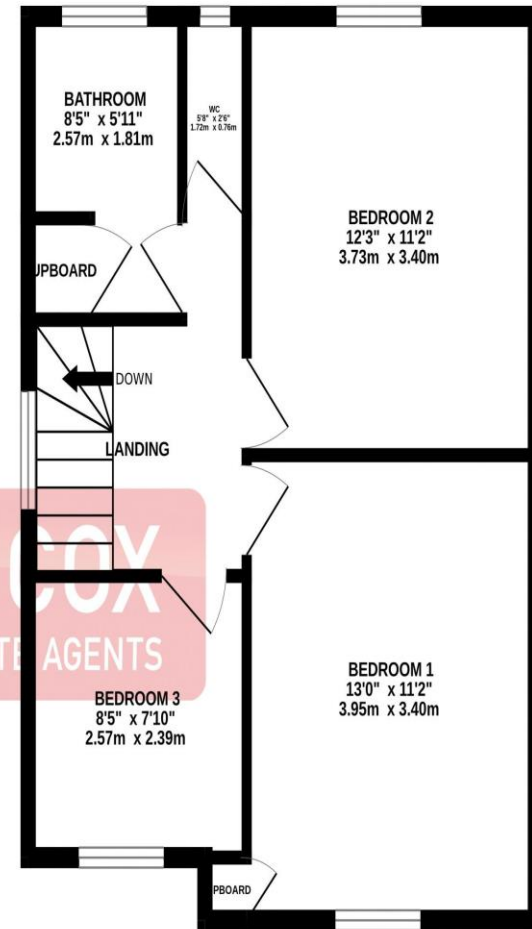 BATHROOM
8'5" x 5'11"
2.57m x 1.81m
WC
5'8" x 2'6"
1.72m x 0.76m
BEDROOM 2
12'3" x 11'2"
3.73m x 3.40m
UPBOARD
DOWN
LANDING
COX
TE AGENTS
BEDROOM 3
8'5" x 7'10"
2.57m x 2.39m
BEDROOM 1
13'0" x 11'2"
3.95m x 3.40m
PBOARD